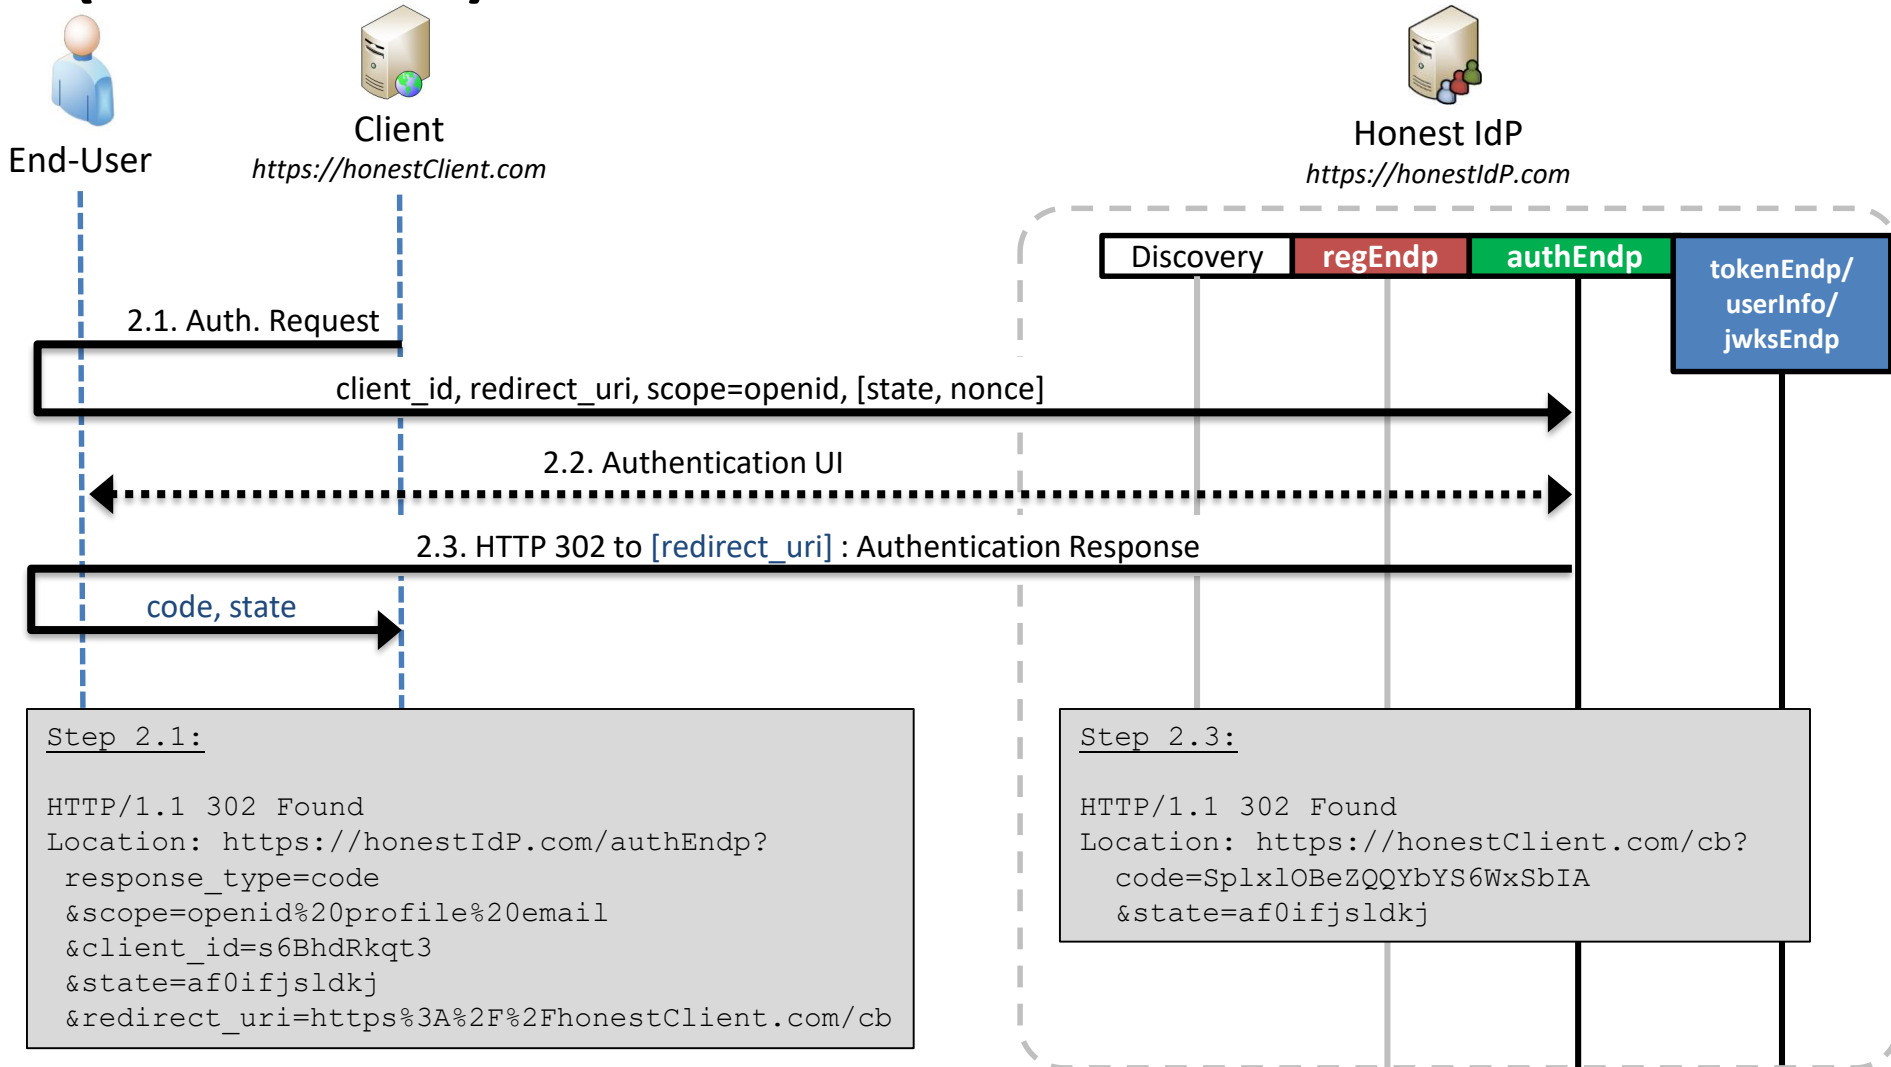 End-User
Client
https://honestClient.com
Honest IdP
https://honestIdP.com
Discovery
regEndp
authEndp
tokenEndp/
userInfo/
jwksEndp
2.1. Auth. Request
client_id, redirect_uri, scope=openid, [state, nonce]
2.2. Authentication UI
2.3. HTTP 302 to [redirect_uri] : Authentication Response
code, state
Step 2.1:
HTTP/1.1 302 Found
Location: https://honestIdP.com/authEndp?
response_type=code
&scope=openid%20profile%20email
&client_id=s6BhdRkqt3
&state=af0ifjsldkj
&redirect_uri=https%3A%2F%2FhonestClient.com/cb
Step 2.3:
HTTP/1.1 302 Found
Location: https://honestClient.com/cb?
code=SplxlOBeZQQYbYS6WxSbIA
&state=af0ifjsldkj